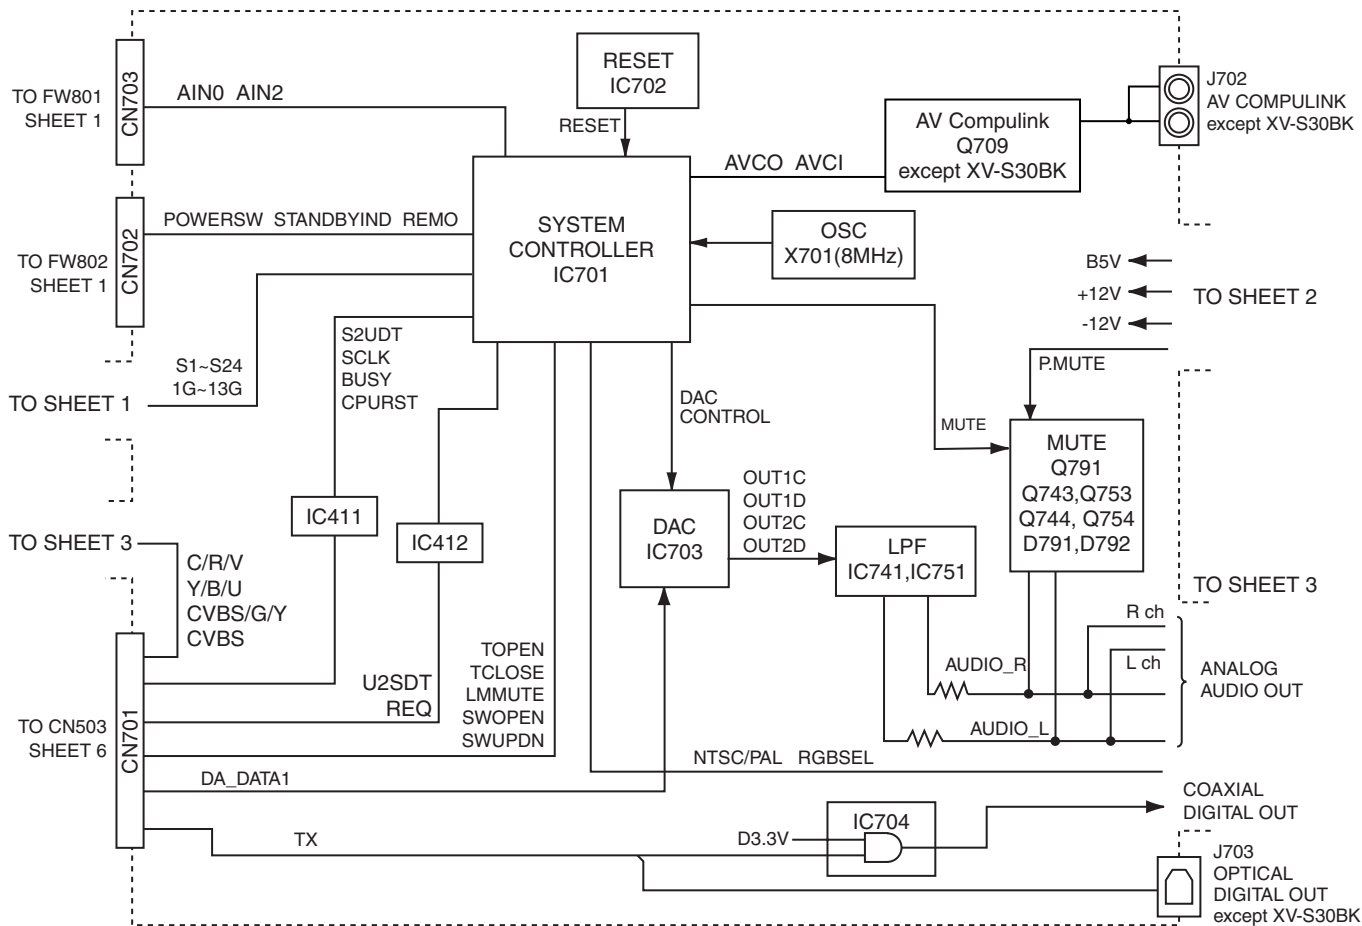 TO FW801
SHEET 1
CN703
AIN0 AIN2
RESET
IC702
RESET
AV Compulink
Q709
except XV-S30BK
J702
AV COMPULINK
except XV-S30BK
AVCO AVCI
TO FW802
SHEET 1
CN702
POWERSW STANDBYIND REMO
SYSTEM
CONTROLLER
IC701
OSC
X701(8MHz)
B5V
+12V
-12V
TO SHEET 2
S2UDT
SCLK
BUSY
CPURST
S1~S24
1G~13G
TO SHEET 1
P.MUTE
DAC
CONTROL
MUTE
MUTE
Q791
Q743,Q753
Q744, Q754
D791,D792
IC411
IC412
DAC
IC703
OUT1C
OUT1D
OUT2C
OUT2D
LPF
IC741,IC751
TO SHEET 3
TO SHEET 3
C/R/V
Y/B/U
CVBS/G/Y
CVBS
R ch
L ch
ANALOG
AUDIO OUT
AUDIO_R
AUDIO_L
U2SDT
REQ
TOPEN
TCLOSE
LMMUTE
SWOPEN
SWUPDN
TO CN503
SHEET 6
CN701
NTSC/PAL RGBSEL
DA_DATA1
COAXIAL
DIGITAL OUT
TX
D3.3V
IC704
J703
OPTICAL
DIGITAL OUT
except XV-S30BK